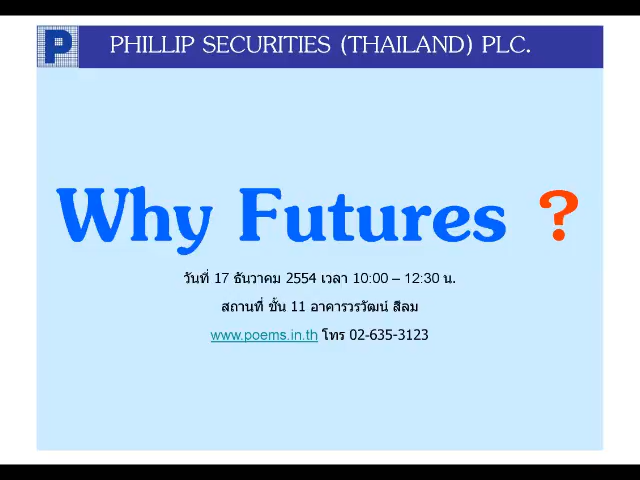 P
PHILLIP SECURITIES (THAILAND) PLC.
Why Futures ?
วันที่ 17 ธันวาคม 2554 เวลา 10:00 – 12:30 น.
สถานที่ ชั้น 11 อาคารวรวัฒน์ สีลม
www.poems.in.th โทร 02-635-3123